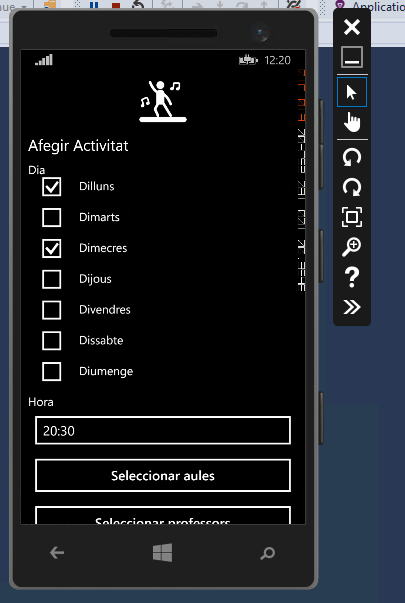 Application
12:20
Afegir Activitat
Dia
Dilluns
Dimarts
Dimecres
Dijous
Divendres
Dissabte
Diumenge
Hora
20:30
Seleccionar aules
Seleccionar professors